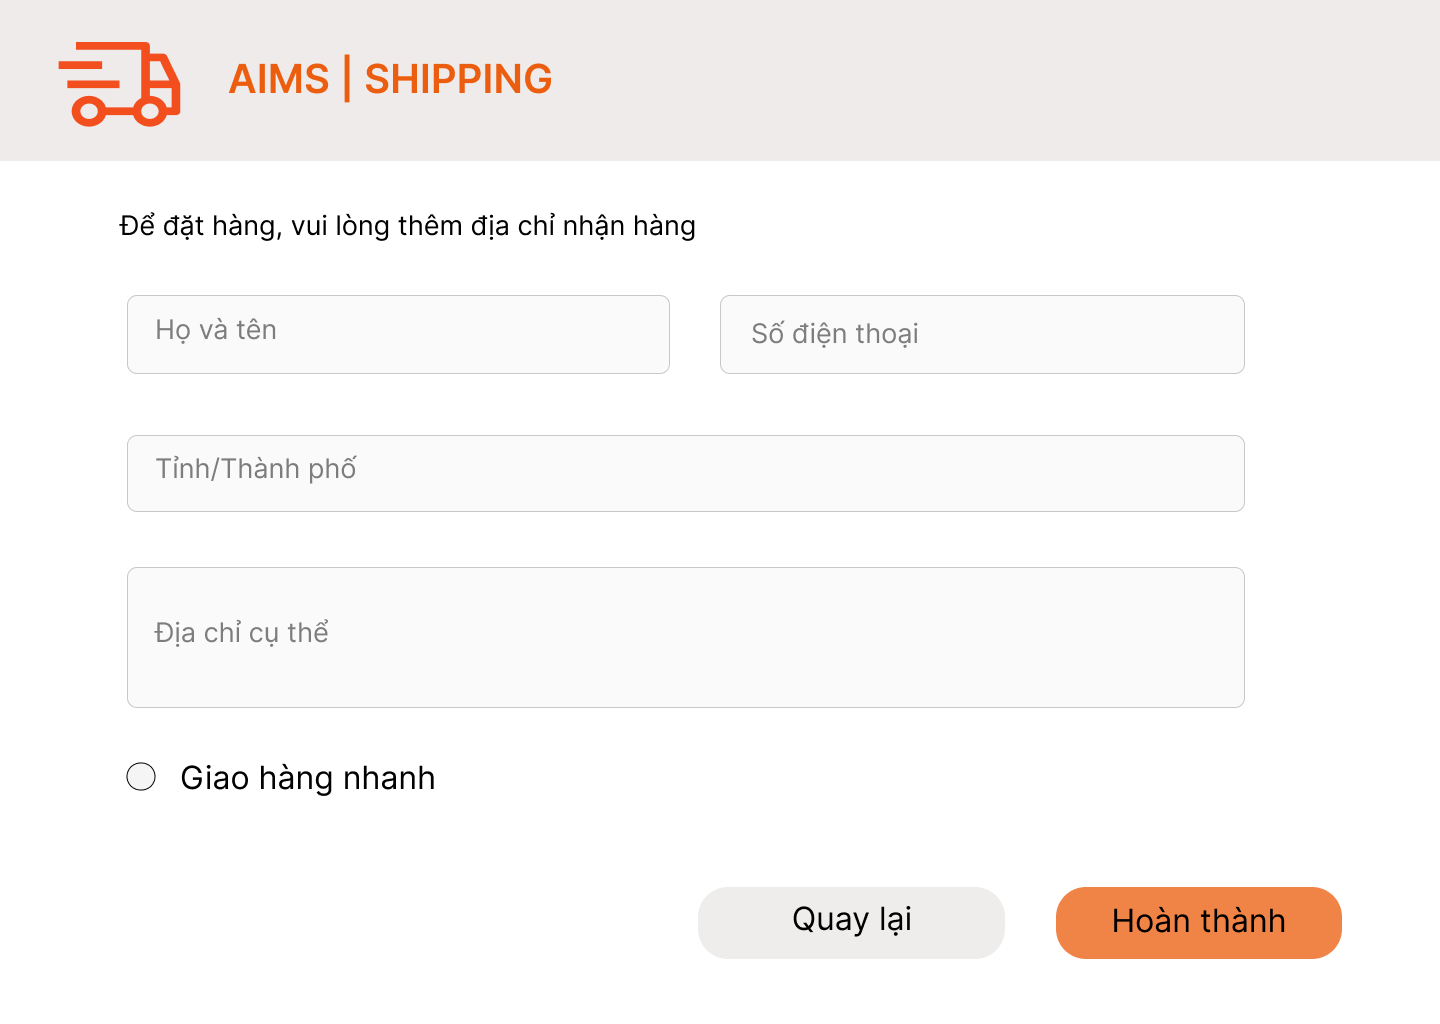 AIMS | SHIPPING
Để đặt hàng, vui lòng thêm địa chỉ nhận hàng
Họ và tên
Số điện thoại
Tỉnh/Thành phố
Địa chỉ cụ thể
Giao hàng nhanh
Quay lại
Hoàn thành